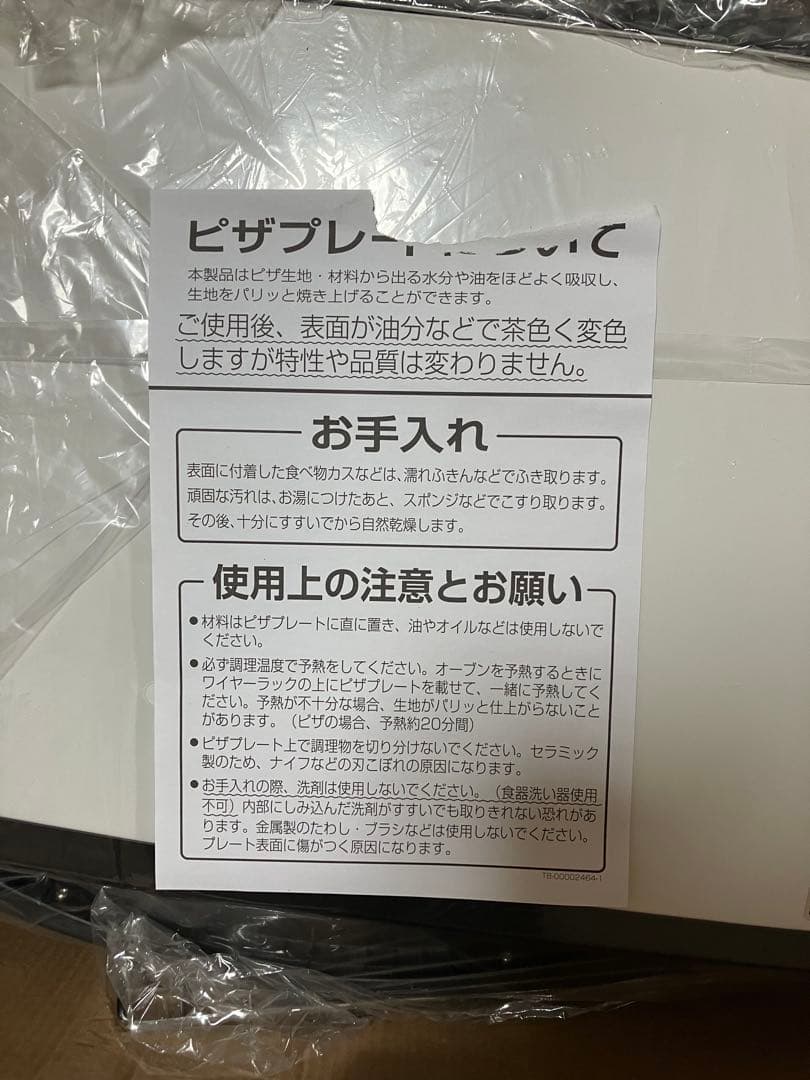 ピザプレートについて
本製品はピザ生地・材料から出る水分や油をほどよく吸収し、
生地をパリッと焼き上げることができます。
ご使用後、表面が油分などで茶色く変色
しますが特性や品質は変わりません。
お手入れ
表面に付着した食べ物カスなどは、濡れふきんなどでふき取ります。
頑固な汚れは、お湯につけたあと、スポンジなどでこすり取ります。
その後、十分にすすいでから自然乾燥します。
使用上の注意とお願い
●材料はピザプレートに直に置き、油やオイルなどは使用しないで
ください。
●必ず調理温度で予熱をしてください。オーブンを予熱するときに
ワイヤーラックの上にピザプレートを載せて、一緒に予熱してく
ださい。予熱が不十分な場合、生地がパリッと仕上がらないこと
があります。（ピザの場合、予熱約20分間）
●ピザプレート上で調理物を切り分けないでください。セラミック
製のため、ナイフなどの刃こぼれの原因になります。
●お手入れの際、洗剤は使用しないでください。（食器洗い器使用
不可）内部にしみ込んだ洗剤がすすいでも取りきれない恐れがあ
ります。金属製のたわし・ブラシなどは使用しないでください。
プレート表面に傷がつく原因になります。
TB-00002464-1